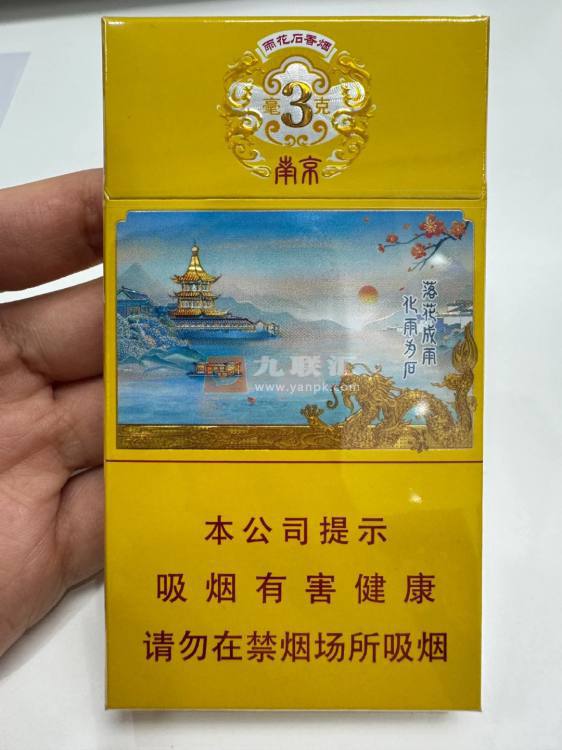 雨花石香烟
毫3克
南京
落花成雨
化雨为石
九联汇
www.yanpk.com
本公司提示
吸烟有害健康
请勿在禁烟场所吸烟